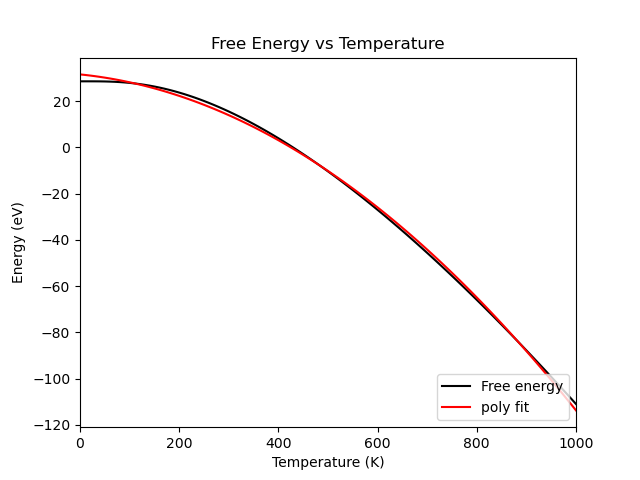 Free Energy vs Temperature
Energy (eV)
20
0
−20
−40
−60
−80
−100
−120
0 200 400 600 800 1000
Temperature (K)
Free energy
poly fit